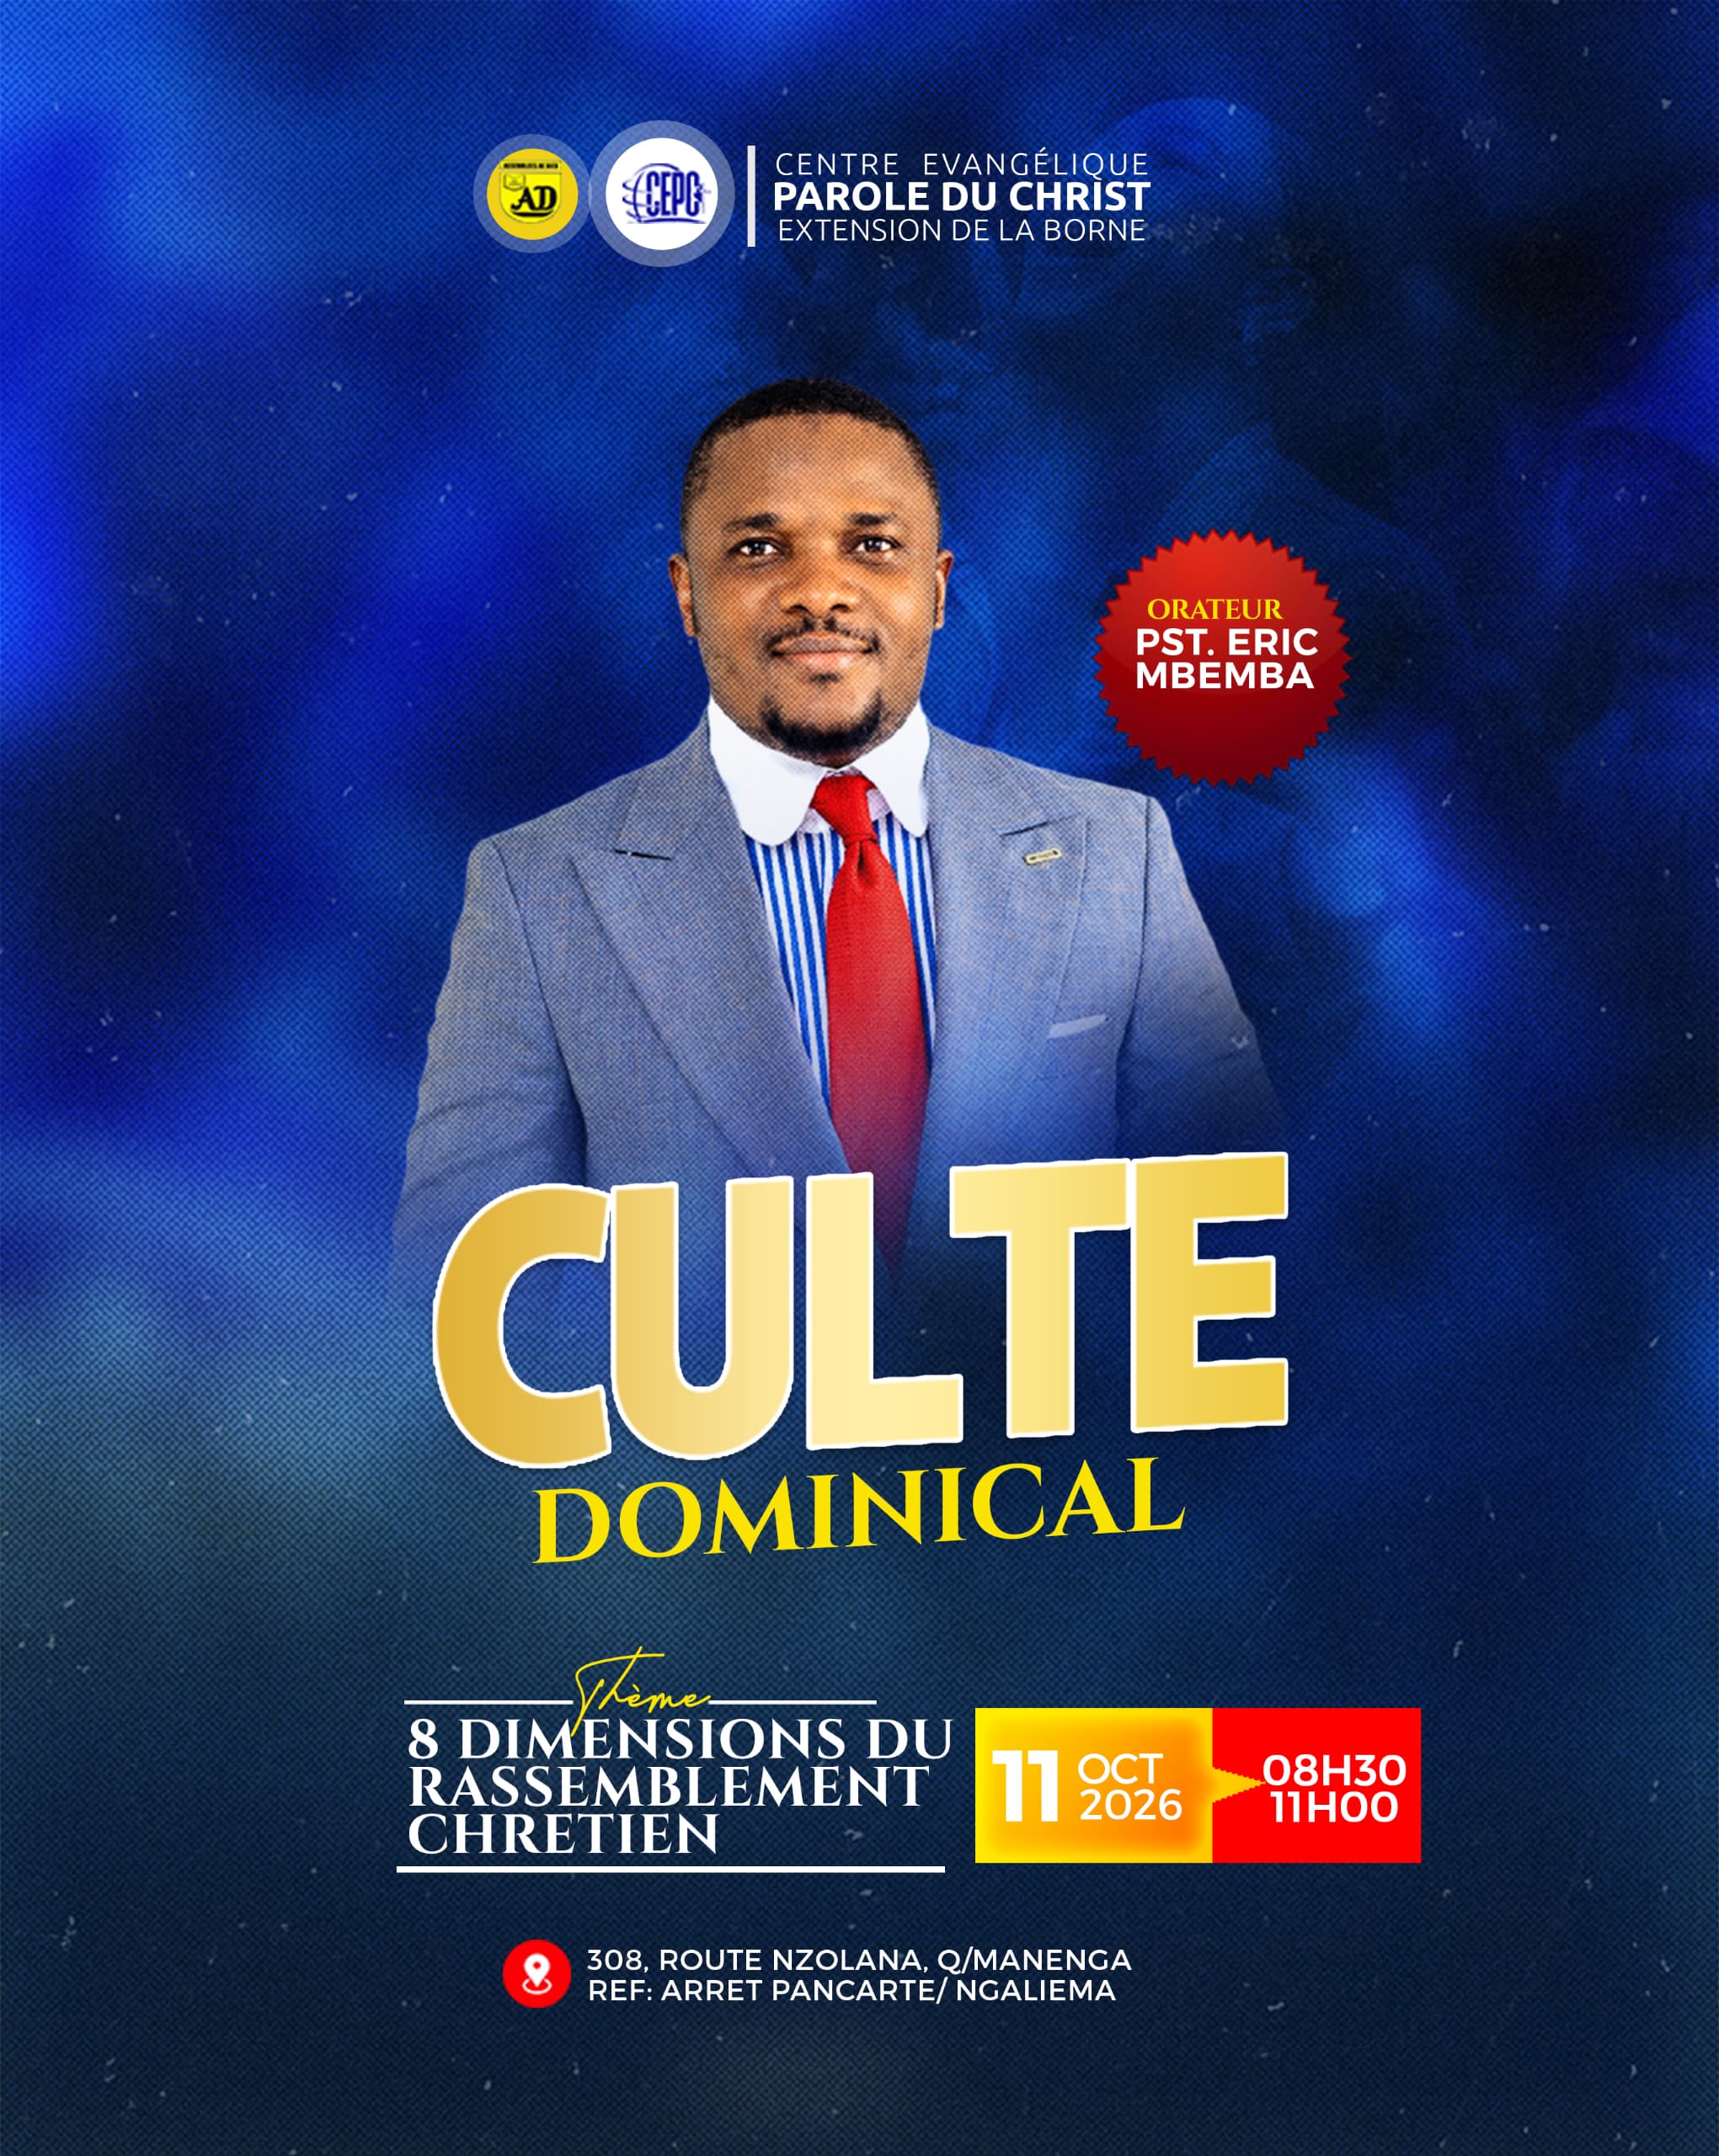 AD
CEPC
CENTRE EVANGÉLIQUE
PAROLE DU CHRIST
EXTENSION DE LA BORNE
ORATEUR
PST. ERIC
MBEMBA
CULTE
DOMINICAL
Thème
8 DIMENSIONS DU
RASSEMBLEMENT
CHRETIEN
11
OCT
2026
08H30
11H00
308, ROUTE NZOLANA, Q/MANENGA
REF: ARRET PANCARTE/ NGALIEMA